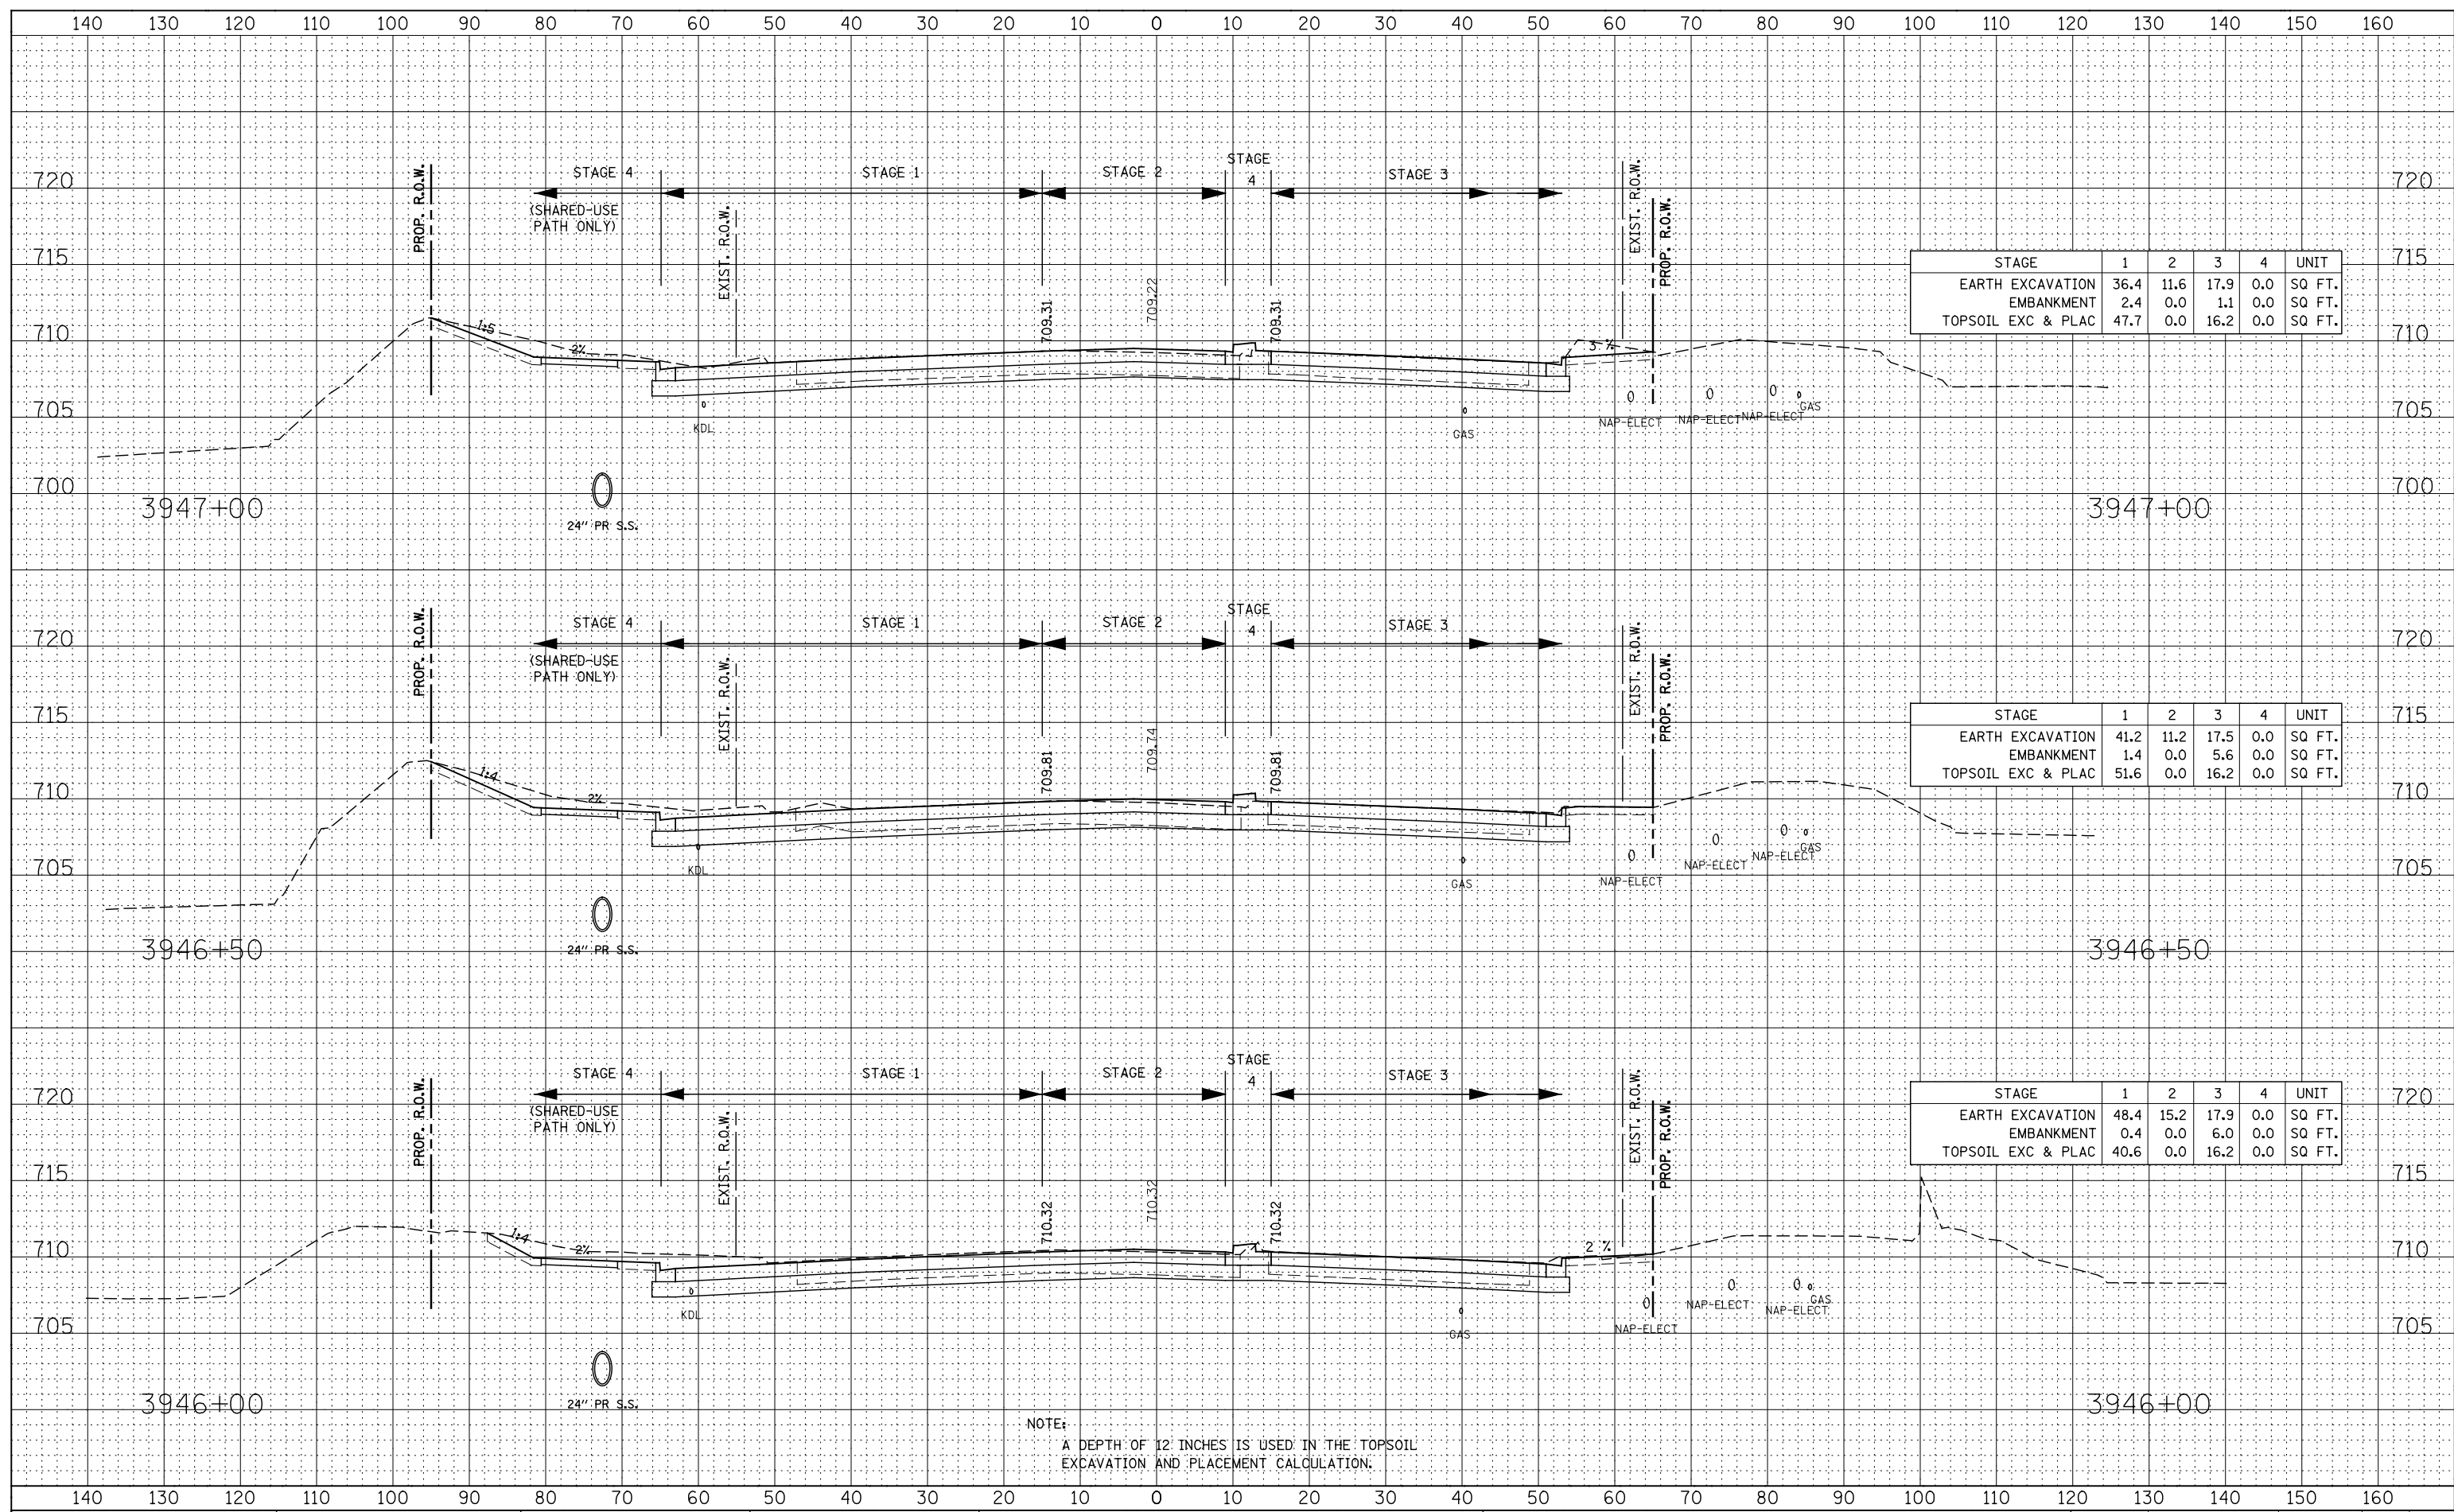 140 130 120 110 100 90 80 70 60 50 40 30 20 10 0 10 20 30 40 50 60 70 80 90 100 110 120 130 140 150 160
PROP. R.O.W.
STAGE 4
(SHARED-USE
PATH ONLY)
EXIST. R.O.W.
STAGE 1
STAGE 2
STAGE
4
STAGE 3
EXIST. R.O.W.
PROP. R.O.W.
720 720
715 715
710 710
705 705
700 700
709.31
709.22
709.31
1:5
2%
3 %
KDL
GAS
NAP-ELECT
NAP-ELECT
NAP-ELECT
GAS
24" PR S.S.
3947+00 3947+00
STAGE 1 2 3 4 UNIT
EARTH EXCAVATION 36.4 11.6 17.9 0.0 SQ FT.
EMBANKMENT 2.4 0.0 1.1 0.0 SQ FT.
TOPSOIL EXC & PLAC 47.7 0.0 16.2 0.0 SQ FT.
PROP. R.O.W.
STAGE 4
(SHARED-USE
PATH ONLY)
EXIST. R.O.W.
STAGE 1
STAGE 2
STAGE
4
STAGE 3
EXIST. R.O.W.
PROP. R.O.W.
720 720
715 715
710 710
705 705
709.81
709.74
709.81
1:4
2%
KDL
GAS
NAP-ELECT
NAP-ELECT
NAP-ELECT
GAS
24" PR S.S.
3946+50 3946+50
STAGE 1 2 3 4 UNIT
EARTH EXCAVATION 41.2 11.2 17.5 0.0 SQ FT.
EMBANKMENT 1.4 0.0 5.6 0.0 SQ FT.
TOPSOIL EXC & PLAC 51.6 0.0 16.2 0.0 SQ FT.
PROP. R.O.W.
STAGE 4
(SHARED-USE
PATH ONLY)
EXIST. R.O.W.
STAGE 1
STAGE 2
STAGE
4
STAGE 3
EXIST. R.O.W.
PROP. R.O.W.
720 720
715 715
710 710
705 705
710.32
710.32
710.32
1:4
2%
2 %
KDL
GAS
NAP-ELECT
NAP-ELECT
NAP-ELECT
GAS
24" PR S.S.
3946+00 3946+00
STAGE 1 2 3 4 UNIT
EARTH EXCAVATION 48.4 15.2 17.9 0.0 SQ FT.
EMBANKMENT 0.4 0.0 6.0 0.0 SQ FT.
TOPSOIL EXC & PLAC 40.6 0.0 16.2 0.0 SQ FT.
NOTE:
A DEPTH OF 12 INCHES IS USED IN THE TOPSOIL
EXCAVATION AND PLACEMENT CALCULATION.
140 130 120 110 100 90 80 70 60 50 40 30 20 10 0 10 20 30 40 50 60 70 80 90 100 110 120 130 140 150 160